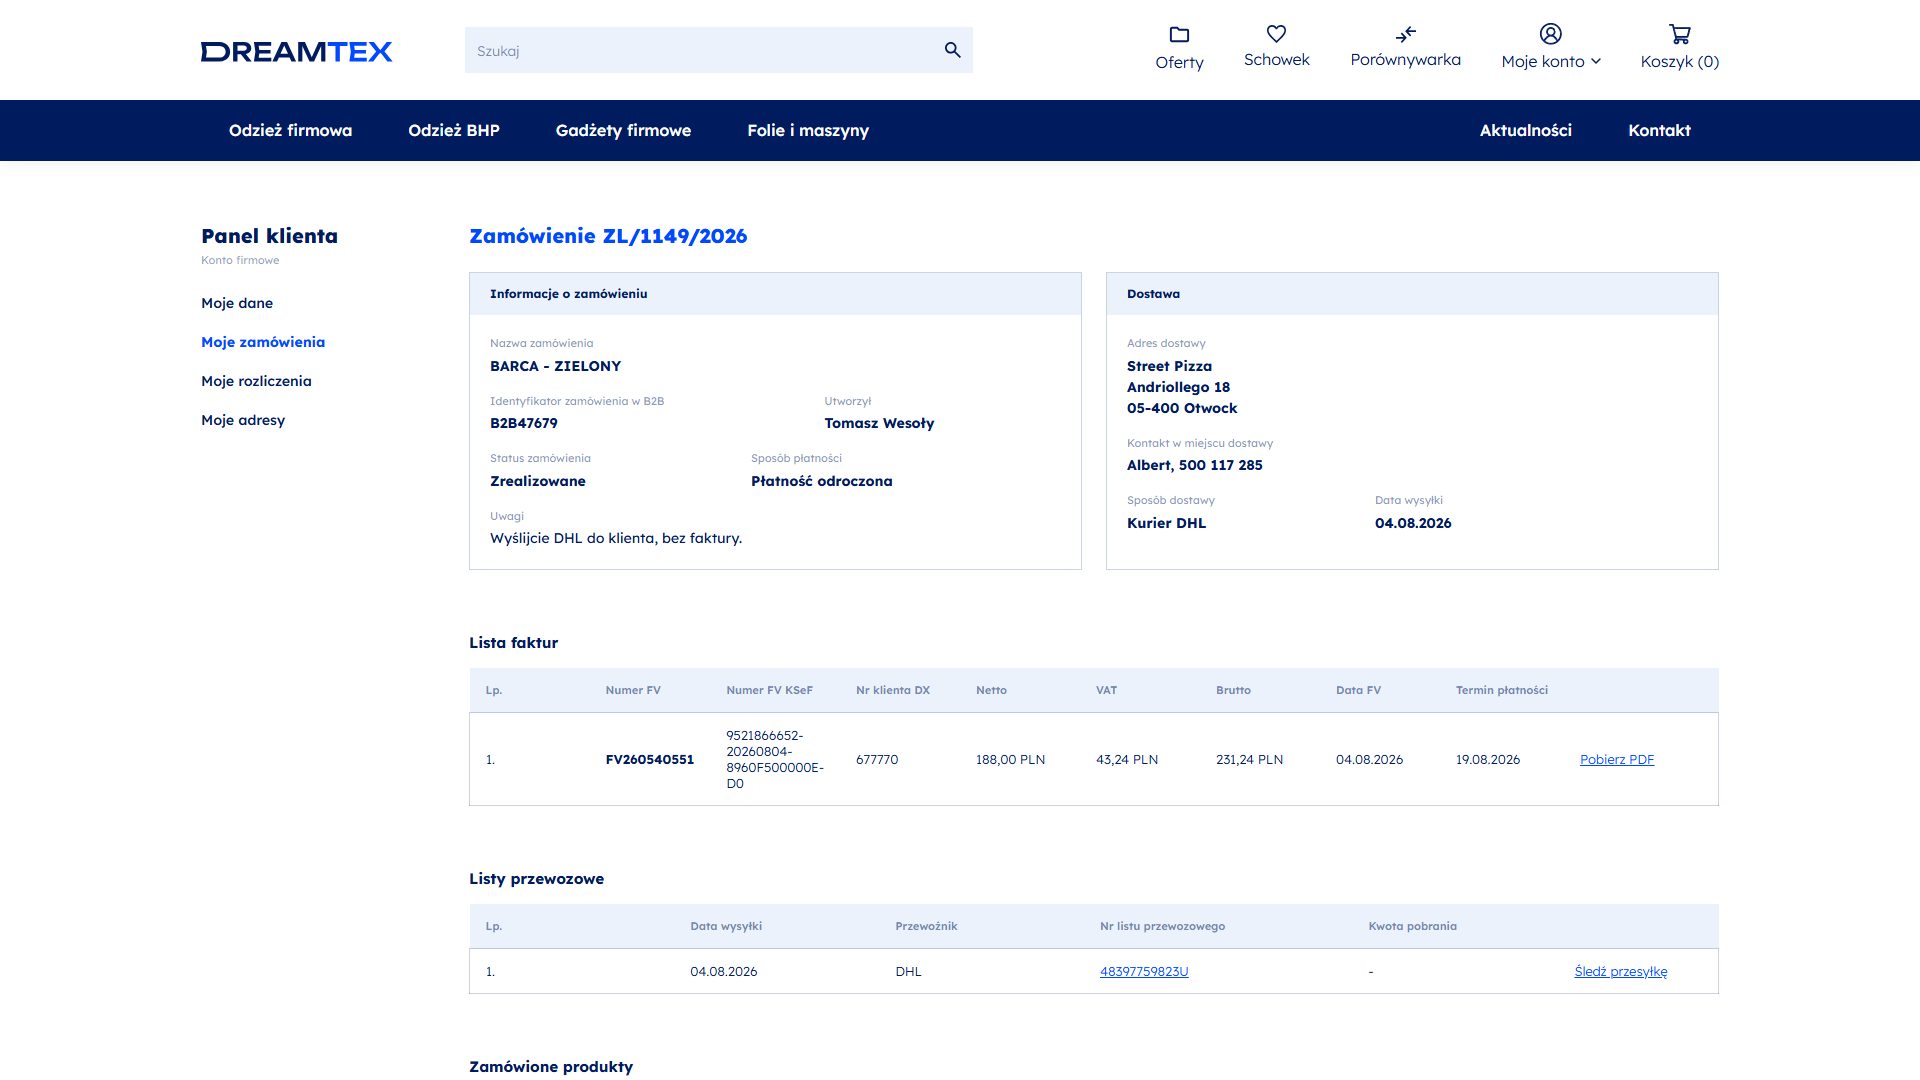 DREAMTEX
Szukaj
Oferty
Schowek
Porównywarka
Moje konto
Koszyk (0)
Odzież firmowa
Odzież BHP
Gadżety firmowe
Folie i maszyny
Aktualności
Kontakt
Panel klienta
Konto firmowe
Moje dane
Moje zamówienia
Moje rozliczenia
Moje adresy
Zamówienie ZL/1149/2026
Informacje o zamówieniu
Nazwa zamówienia
BARCA - ZIELONY
Identyfikator zamówienia w B2B
Utworzył
B2B47679
Tomasz Wesoły
Status zamówienia
Sposób płatności
Zrealizowane
Płatność odroczona
Uwagi
Wyślijcie DHL do klienta, bez faktury.
Dostawa
Adres dostawy
Street Pizza
Andriollego 18
05-400 Otwock
Kontakt w miejscu dostawy
Albert, 500 117 285
Sposób dostawy
Data wysyłki
Kurier DHL
04.08.2026
Lista faktur
Lp.
Numer FV
Numer FV KSeF
Nr klienta DX
Netto
VAT
Brutto
Data FV
Termin płatności
1.
FV260540551
9521866652-
20260804-
8960F500000E-
D0
677770
188,00 PLN
43,24 PLN
231,24 PLN
04.08.2026
19.08.2026
Pobierz PDF
Listy przewozowe
Lp.
Data wysyłki
Przewoźnik
Nr listu przewozowego
Kwota pobrania
1.
04.08.2026
DHL
48397759823U
-
Śledź przesyłkę
Zamówione produkty